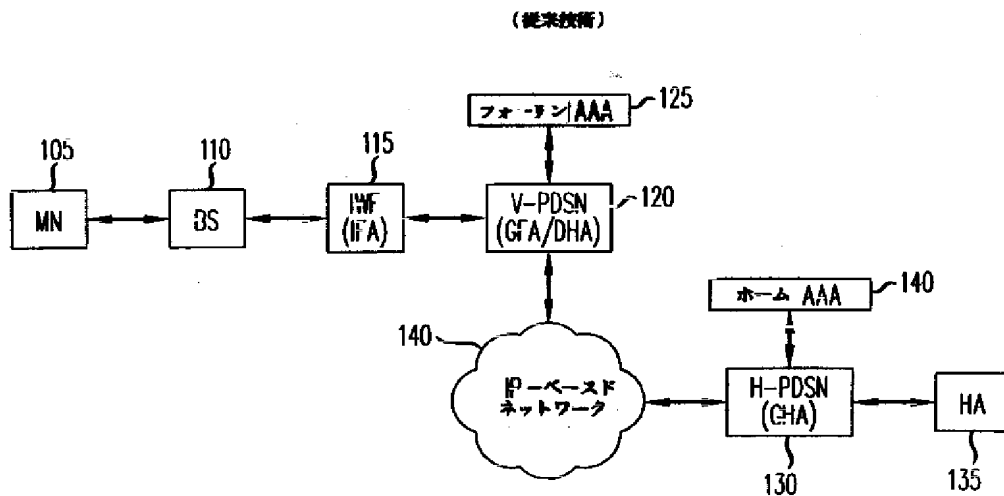 (従来技術)
フォーリン AAA
125
105
110
115
MN
BS
IWF
(IFA)
V-PDSN
(GFA/DHA)
120
ホーム AAA
140
140
IP-ベースド
ネットワーク
H-PDSN
(GHA)
HA
130
135